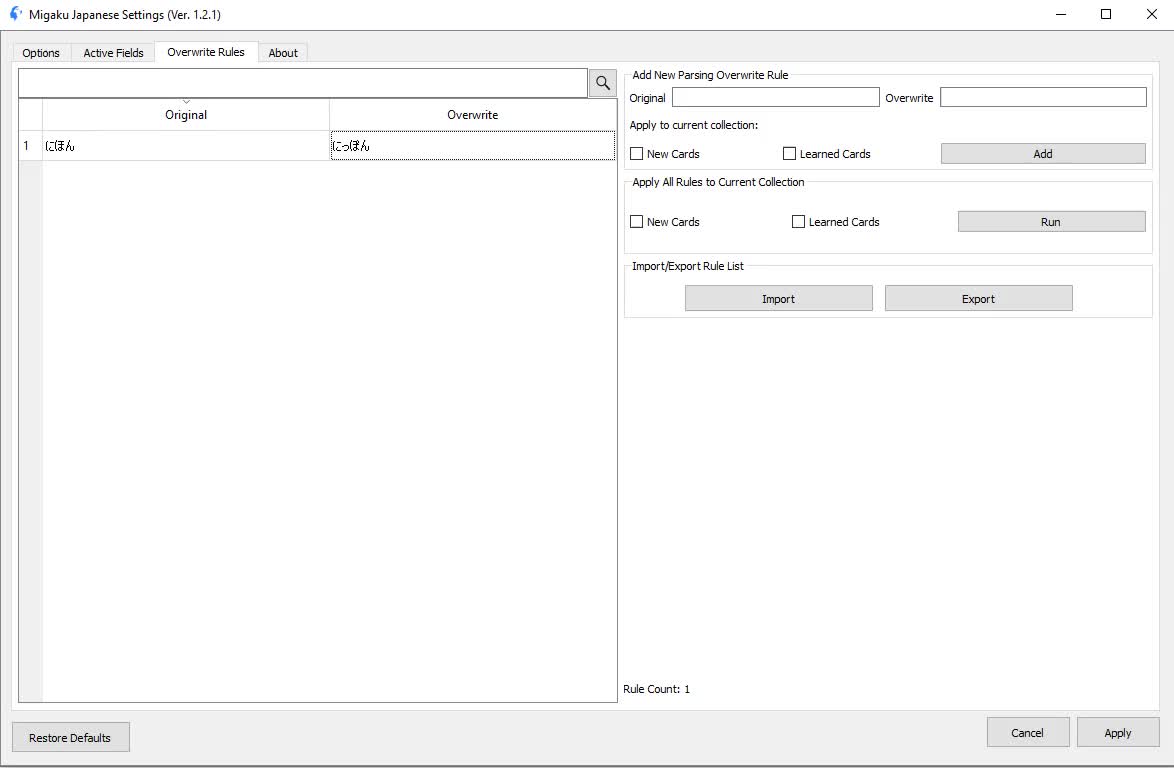 Migaku Japanese Settings (Ver. 1.2.1)
Options Active Fields Overwrite Rules About
Original Overwrite
1 にほん にっぽん
Add New Parsing Overwrite Rule
Original Overwrite
Apply to current collection:
New Cards Learned Cards Add
Apply All Rules to Current Collection
New Cards Learned Cards Run
Import/Export Rule List
Import Export
Rule Count: 1
Restore Defaults Cancel Apply